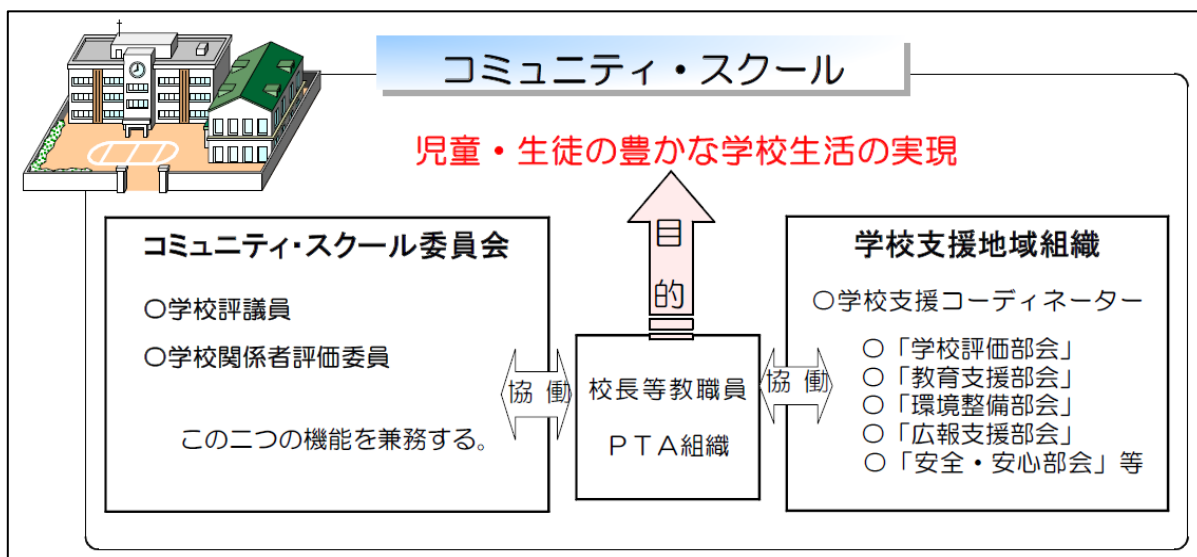 コミュニティ・スクール
児童・生徒の豊かな学校生活の実現
目的
コミュニティ・スクール委員会
〇学校評議員
〇学校関係者評価委員
この二つの機能を兼務する。
協働
校長等教職員
ＰＴＡ組織
協働
学校支援地域組織
〇学校支援コーディネーター
〇「学校評価部会」
〇「教育支援部会」
〇「環境整備部会」
〇「広報支援部会」
〇「安全・安心部会」等